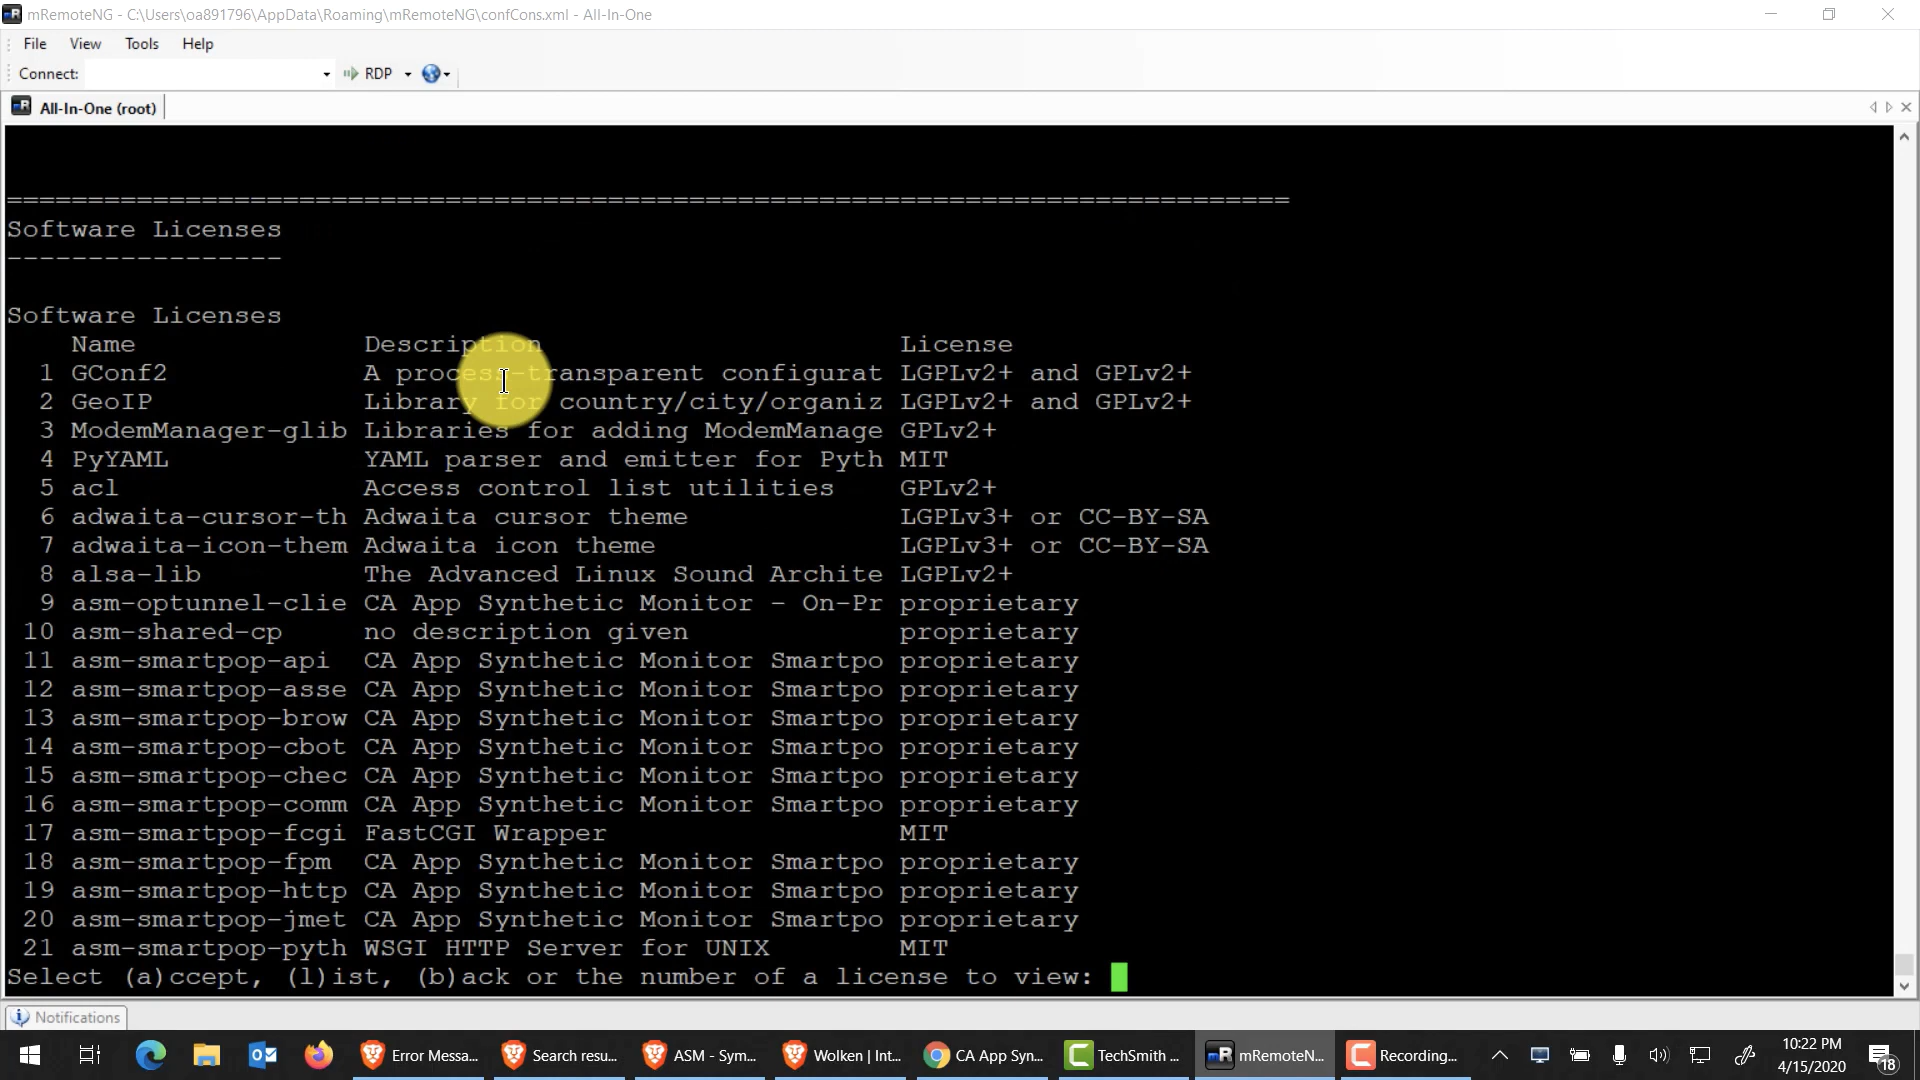 mRemoteNG - C:\Users\oa891796\AppData\Roaming\mRemoteNG\confCons.xml - All-In-One
File View Tools Help
Connect: RDP
All-In-One (root)
================================================================================
Software Licenses
-----------------
Software Licenses
Name Description License
1 GConf2 A process-transparent configurat LGPLv2+ and GPLv2+
2 GeoIP Library for country/city/organiz LGPLv2+ and GPLv2+
3 ModemManager-glib Libraries for adding ModemManage GPLv2+
4 PyYAML YAML parser and emitter for Pyth MIT
5 acl Access control list utilities GPLv2+
6 adwaita-cursor-th Adwaita cursor theme LGPLv3+ or CC-BY-SA
7 adwaita-icon-them Adwaita icon theme LGPLv3+ or CC-BY-SA
8 alsa-lib The Advanced Linux Sound Archite LGPLv2+
9 asm-optunnel-clie CA App Synthetic Monitor - On-Pr proprietary
10 asm-shared-cp no description given proprietary
11 asm-smartpop-api CA App Synthetic Monitor Smartpo proprietary
12 asm-smartpop-asse CA App Synthetic Monitor Smartpo proprietary
13 asm-smartpop-brow CA App Synthetic Monitor Smartpo proprietary
14 asm-smartpop-cbot CA App Synthetic Monitor Smartpo proprietary
15 asm-smartpop-chec CA App Synthetic Monitor Smartpo proprietary
16 asm-smartpop-comm CA App Synthetic Monitor Smartpo proprietary
17 asm-smartpop-fcgi FastCGI Wrapper MIT
18 asm-smartpop-fpm CA App Synthetic Monitor Smartpo proprietary
19 asm-smartpop-http CA App Synthetic Monitor Smartpo proprietary
20 asm-smartpop-jmet CA App Synthetic Monitor Smartpo proprietary
21 asm-smartpop-pyth WSGI HTTP Server for UNIX MIT
Select (a)ccept, (l)ist, (b)ack or the number of a license to view:
Notifications
Error Messa... Search resu... ASM - Sym... Wolken | Int... CA App Syn... TechSmith ... mRemoteN... Recording... 10:22 PM
4/15/2020 18